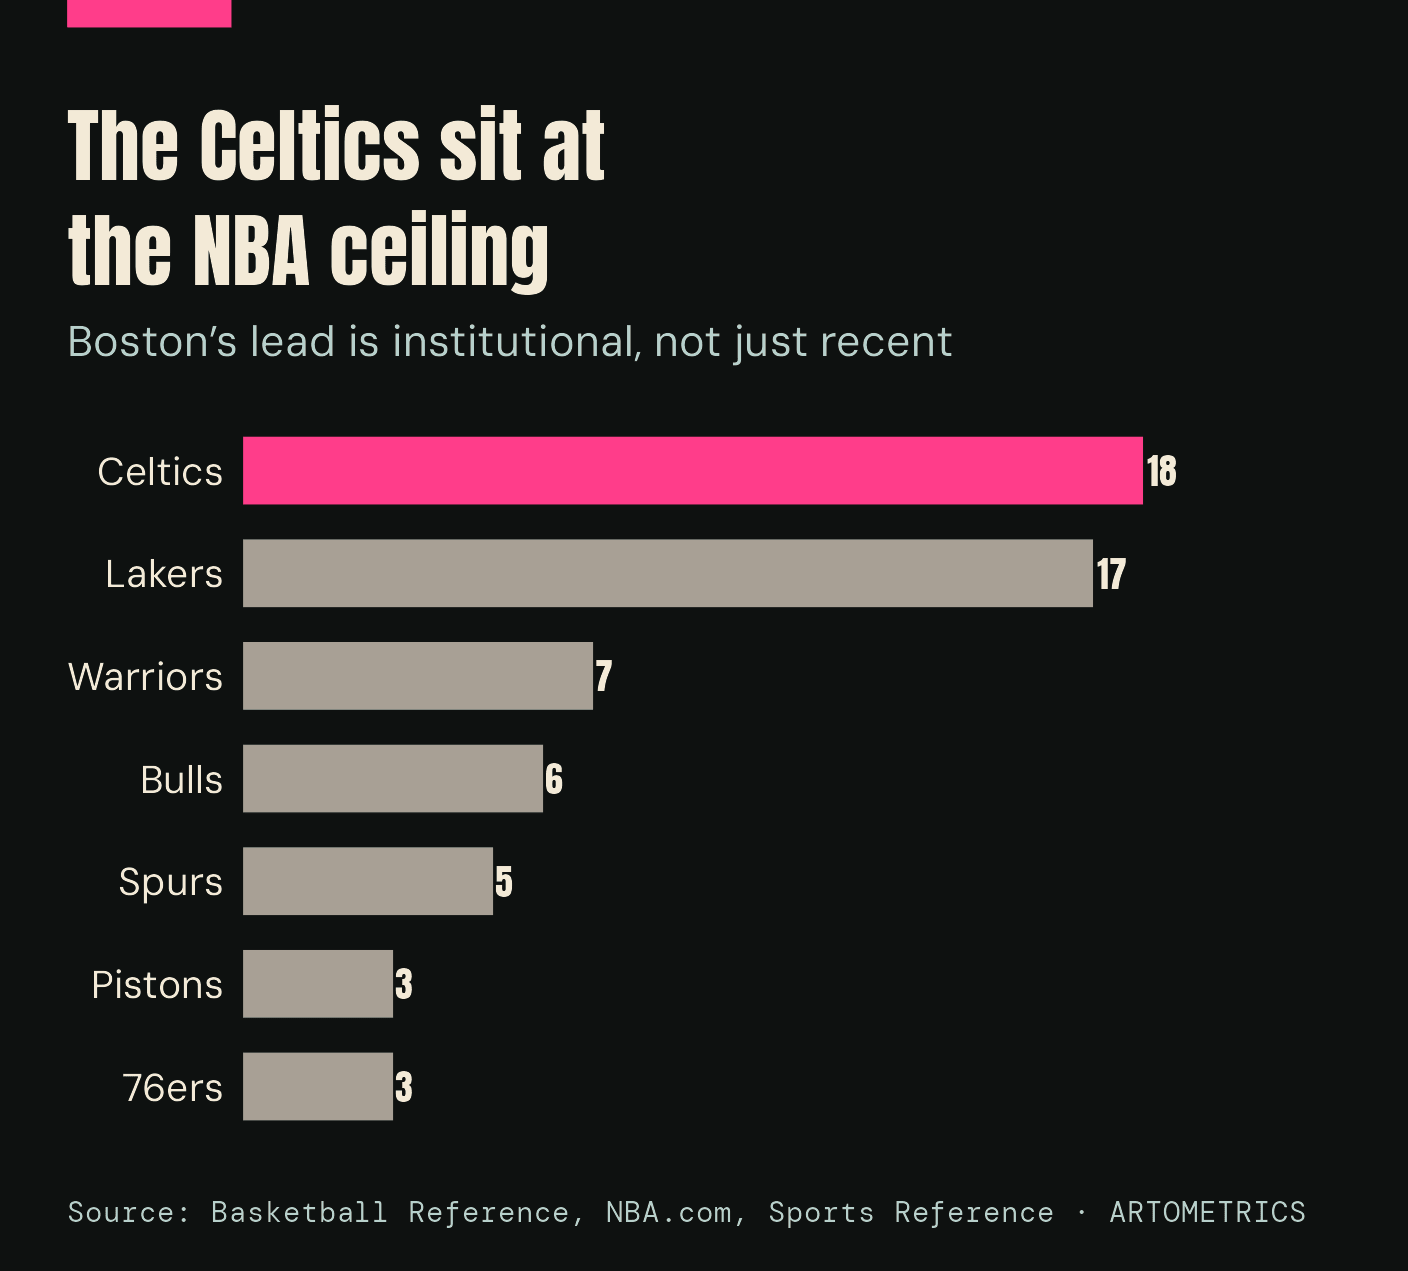 The Celtics sit at
the NBA ceiling
Boston’s lead is institutional, not just recent
Celtics 18
Lakers 17
Warriors 7
Bulls 6
Spurs 5
Pistons 3
76ers 3
Source: Basketball Reference, NBA.com, Sports Reference · ARTOMETRICS